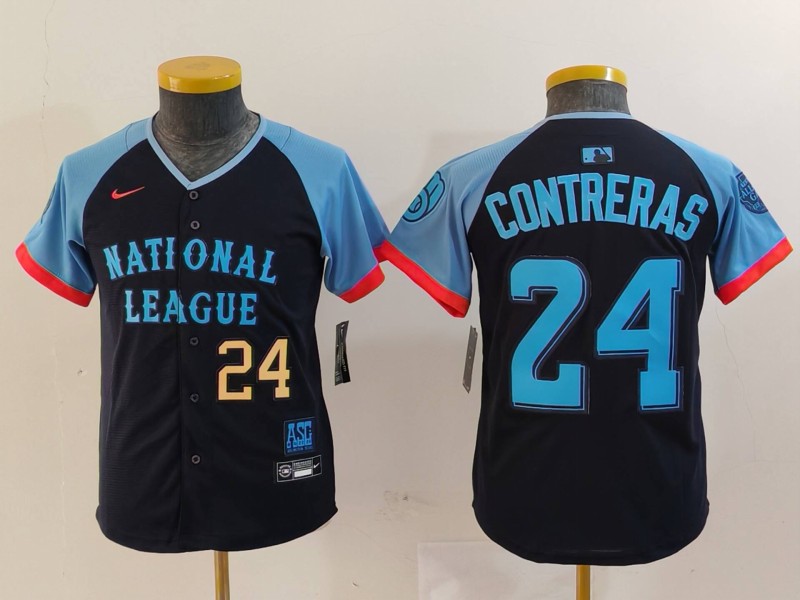 NATIONAL
LEAGUE
24
ASG
CONTRERAS
24